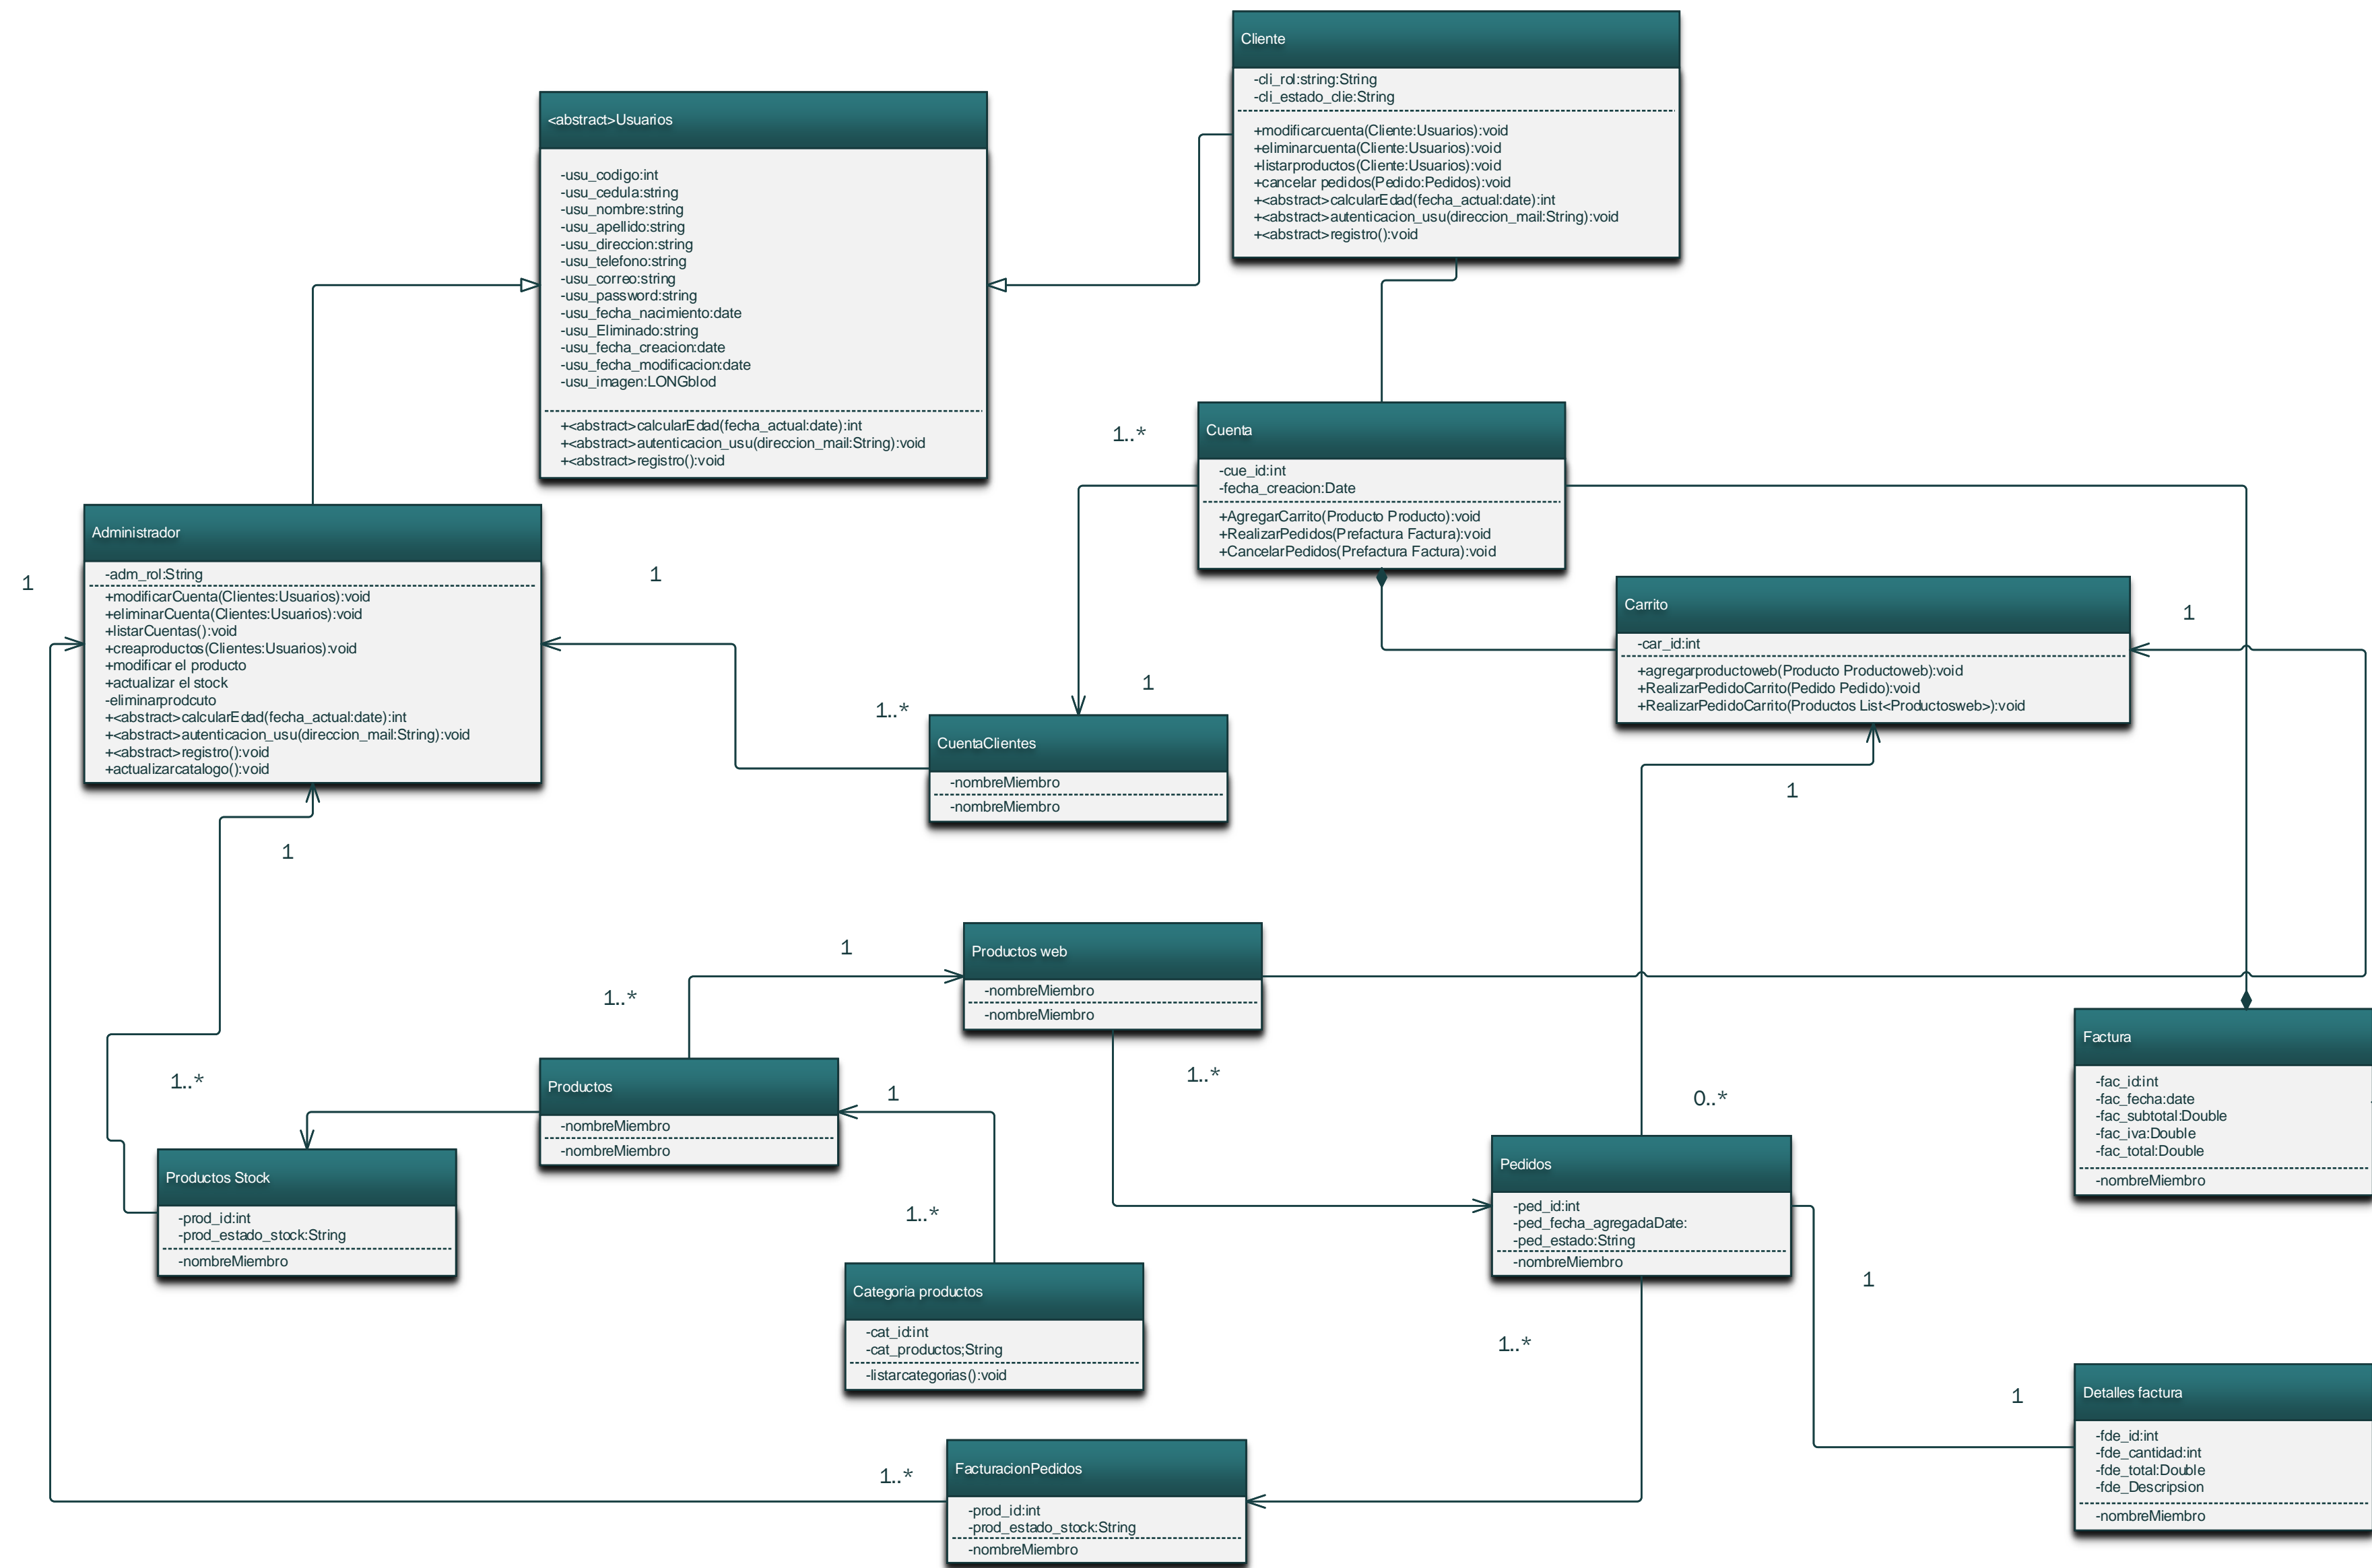 Cliente
-cli_rol:string:String
-cli_estado_clie:String
+modificarcuenta(Cliente:Usuarios):void
+eliminarcuenta(Cliente:Usuarios):void
+listarproductos(Cliente:Usuarios):void
+cancelar pedidos(Pedido:Pedidos):void
+<abstract>calcularEdad(fecha_actual:date):int
+<abstract>autenticacion_usu(direccion_mail:String):void
+<abstract>registro():void
<abstract>Usuarios
-usu_codigo:int
-usu_cedula:string
-usu_nombre:string
-usu_apellido:string
-usu_direccion:string
-usu_telefono:string
-usu_correo:string
-usu_password:string
-usu_fecha_nacimiento:date
-usu_Eliminado:string
-usu_fecha_creacion:date
-usu_fecha_modificacion:date
-usu_imagen:LONGblod
+<abstract>calcularEdad(fecha_actual:date):int
+<abstract>autenticacion_usu(direccion_mail:String):void
+<abstract>registro():void
1..*
Cuenta
-cue_id:int
-fecha_creacion:Date
+AgregarCarrito(Producto Producto):void
+RealizarPedidos(Prefactura Factura):void
+CancelarPedidos(Prefactura Factura):void
1
Administrador
-adm_rol:String
+modificarCuenta(Clientes:Usuarios):void
+eliminarCuenta(Clientes:Usuarios):void
+listarCuentas():void
+creaproductos(Clientes:Usuarios):void
+modificar el producto
+actualizar el stock
-eliminarprodcuto
+<abstract>calcularEdad(fecha_actual:date):int
+<abstract>autenticacion_usu(direccion_mail:String):void
+<abstract>registro():void
+actualizarcatalogo():void
1
Carrito
-car_id:int
+agregarproductoweb(Producto Productoweb):void
+RealizarPedidoCarrito(Pedido Pedido):void
+RealizarPedidoCarrito(Productos List<Productosweb>):void
1
1
1..*
CuentaClientes
-nombreMiembro
-nombreMiembro
1
1
1
Productos web
-nombreMiembro
-nombreMiembro
1..*
Factura
-fac_id:int
-fac_fecha:date
-fac_subtotal:Double
-fac_iva:Double
-fac_total:Double
-nombreMiembro
1..*
Productos
-nombreMiembro
-nombreMiembro
1..*
1
0..*
Productos Stock
-prod_id:int
-prod_estado_stock:String
-nombreMiembro
Pedidos
-ped_id:int
-ped_fecha_agregadaDate:
-ped_estado:String
-nombreMiembro
1..*
1
Categoria productos
-cat_id:int
-cat_productos;String
-listarcategorias():void
1..*
1
Detalles factura
-fde_id:int
-fde_cantidad:int
-fde_total:Double
-fde_Descripsion
-nombreMiembro
1..*
FacturacionPedidos
-prod_id:int
-prod_estado_stock:String
-nombreMiembro